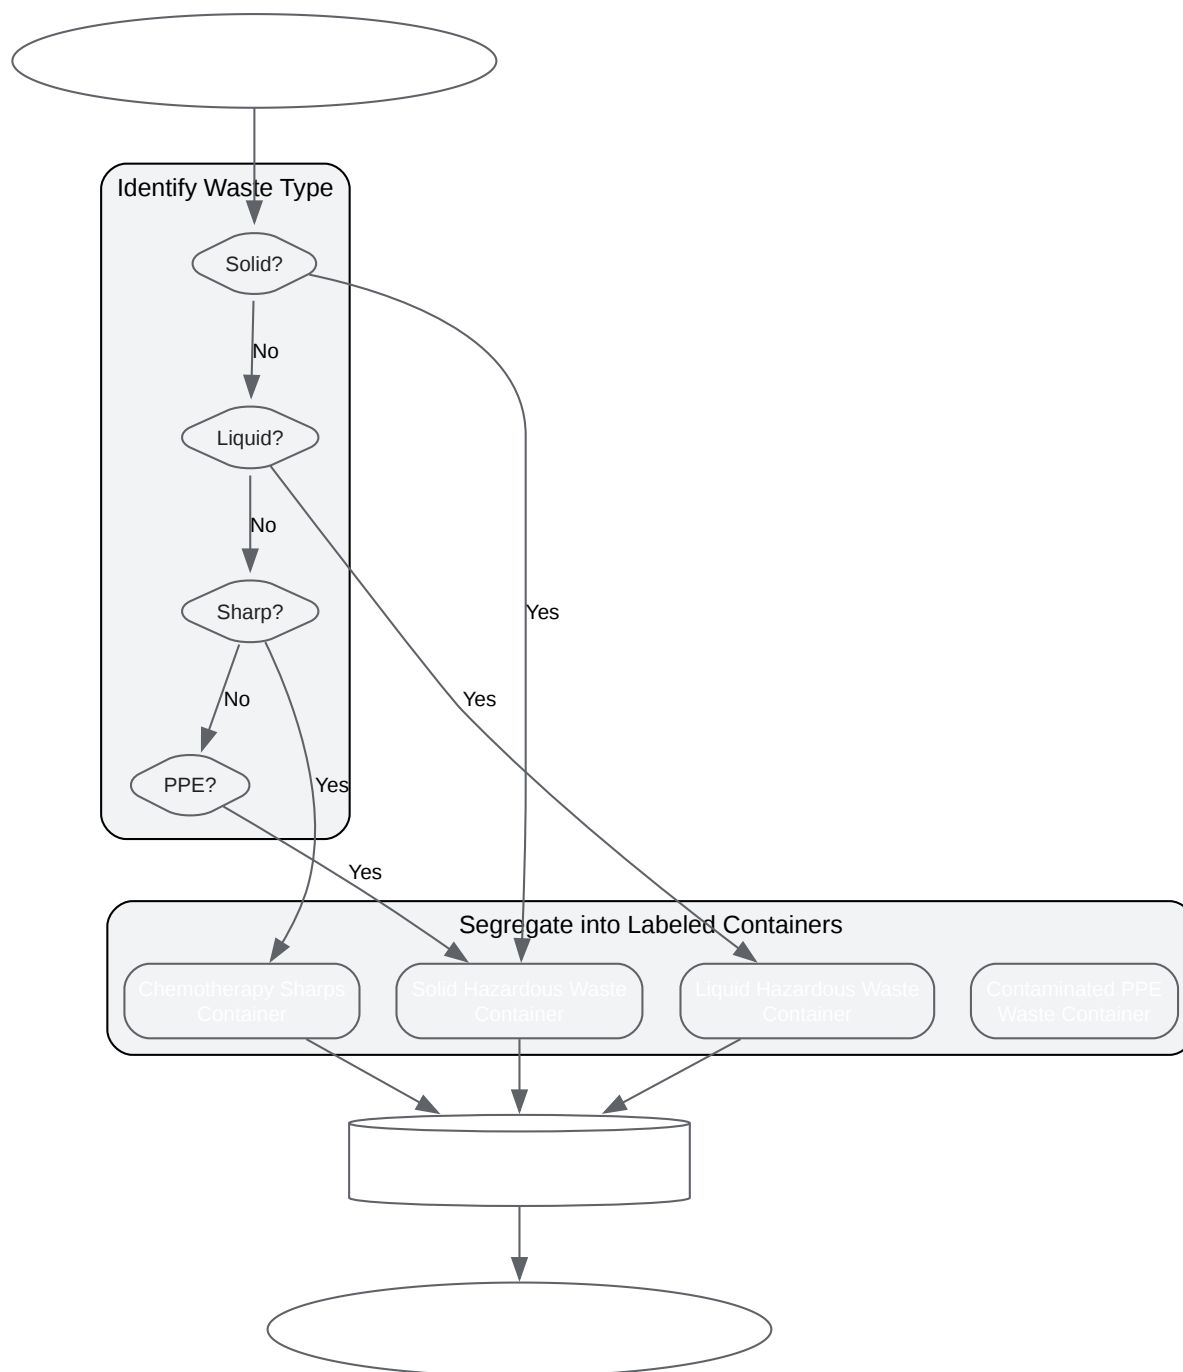 Identify Waste Type
Solid?
No
Liquid?
No
Sharp?
Yes
No
Yes
PPE?
Yes
Yes
Segregate into Labeled Containers
Chemotherapy Sharps
Container
Solid Hazardous Waste
Container
Liquid Hazardous Waste
Container
Contaminated PPE
Waste Container